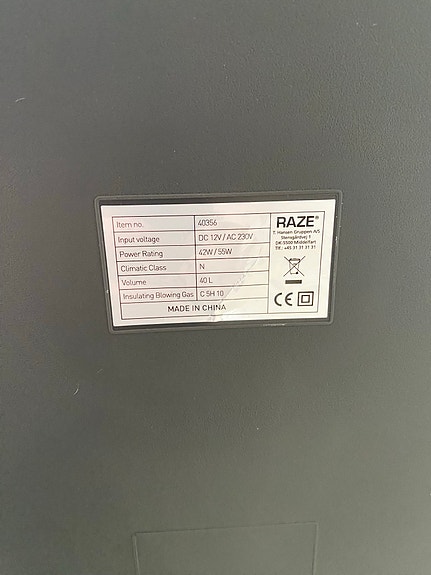 Item no. 40356
Input voltage DC 12V / AC 230V
Power Rating 42W / 55W
Climatic Class N
Volume 40 L
Insulating Blowing Gas C 5H 10
MADE IN CHINA
RAZE®
T. Hansen Gruppen A/S
Stensgårdvej 1
DK-5500 Middelfart
Tlf.: +45 31 31 31 31
CE